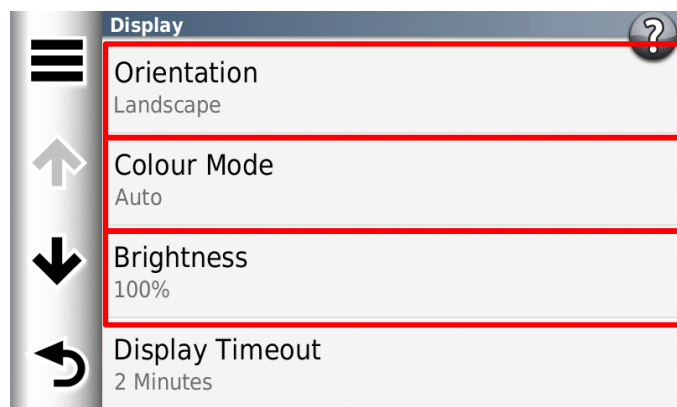 Display
?
Orientation
Landscape
Colour Mode
Auto
Brightness
100%
Display Timeout
2 Minutes